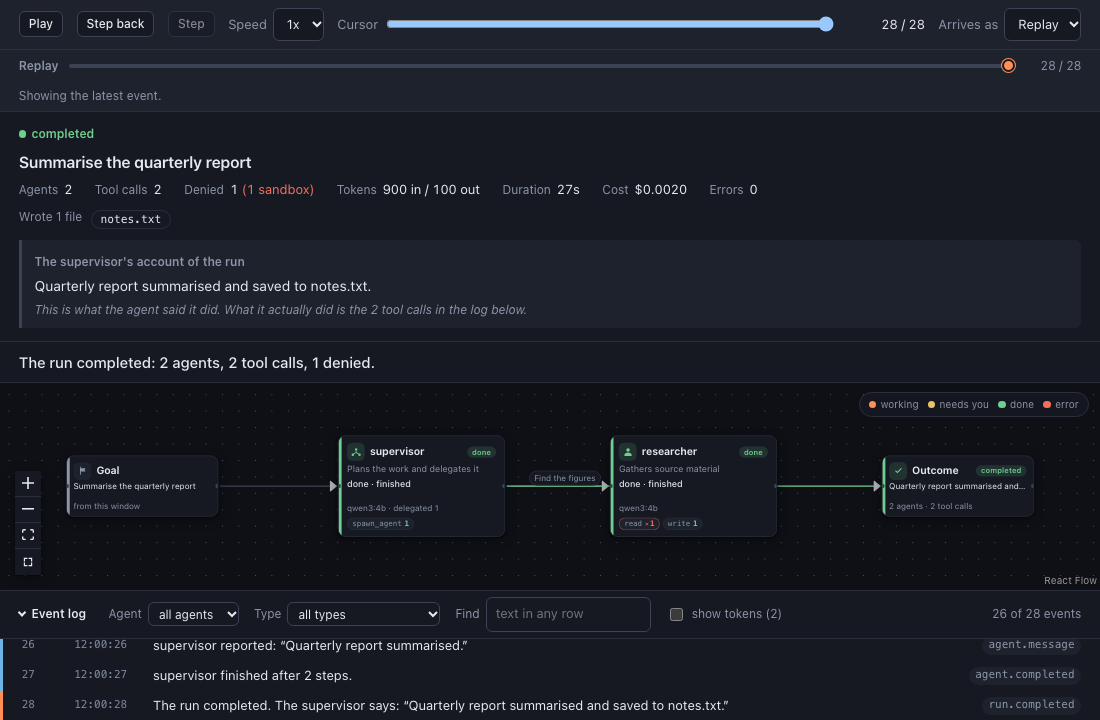 Play Step back Step Speed 1x Cursor 28 / 28 Arrives as Replay
Replay 28 / 28
Showing the latest event.
completed
Summarise the quarterly report
Agents 2 Tool calls 2 Denied 1 (1 sandbox) Tokens 900 in / 100 out Duration 27s Cost $0.0020 Errors 0
Wrote 1 file notes.txt
The supervisor's account of the run
Quarterly report summarised and saved to notes.txt.
This is what the agent said it did. What it actually did is the 2 tool calls in the log below.
The run completed: 2 agents, 2 tool calls, 1 denied.
working needs you done error
Goal
Summarise the quarterly report
from this window
supervisor done
Plans the work and delegates it
done · finished
qwen3:4b · delegated 1
spawn_agent 1
Find the figures
researcher done
Gathers source material
done · finished
qwen3:4b
read ×1 write 1
Outcome completed
Quarterly report summarised and...
2 agents · 2 tool calls
React Flow
Event log Agent all agents Type all types Find text in any row show tokens (2) 26 of 28 events
26 12:00:26 supervisor reported: “Quarterly report summarised.” agent.message
27 12:00:27 supervisor finished after 2 steps. agent.completed
28 12:00:28 The run completed. The supervisor says: “Quarterly report summarised and saved to notes.txt.” run.completed